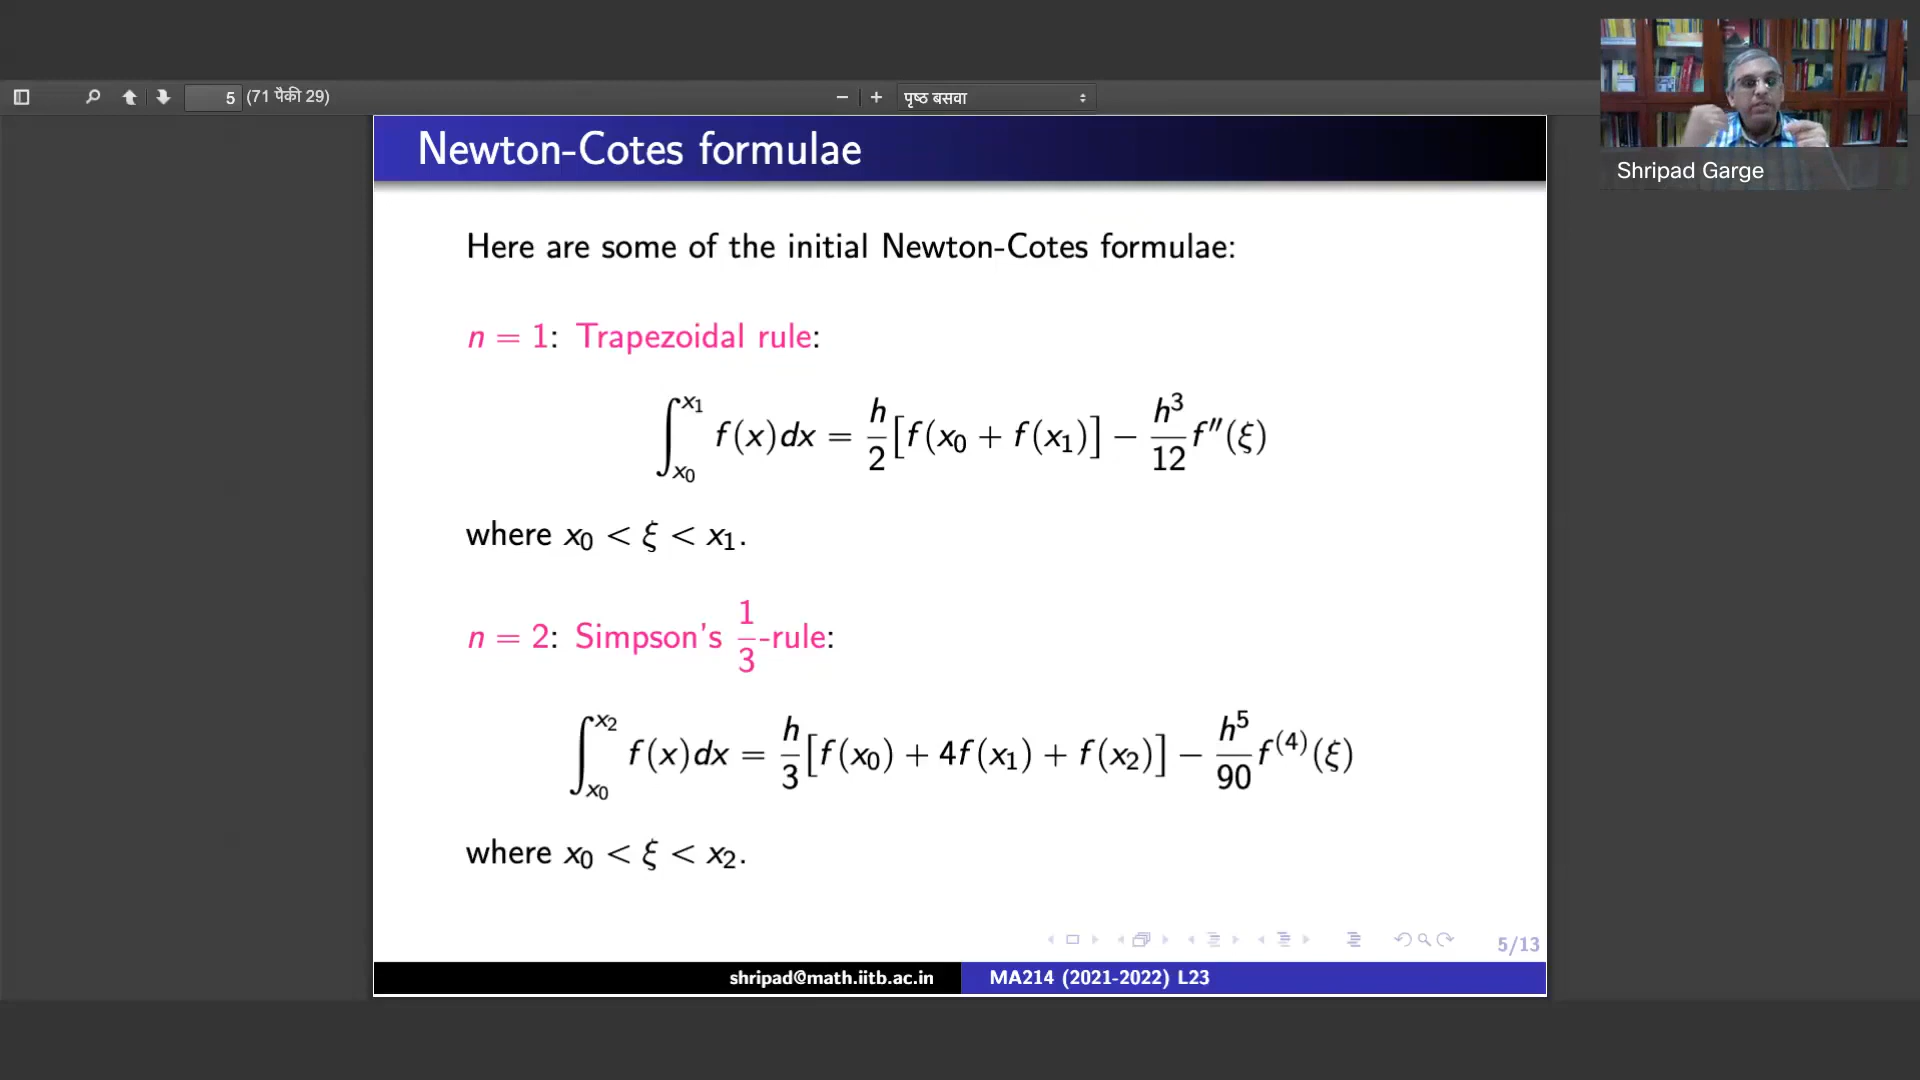 5 (71 पैकी 29)
पृष्ठ बसवा
Shripad Garge
Newton-Cotes formulae
Here are some of the initial Newton-Cotes formulae:
n = 1: Trapezoidal rule:
∫_{x₀}^{x₁} f(x)dx = h/2 [f(x₀ + f(x₁)] − h³/12 f″(ξ)
where x₀ < ξ < x₁.
n = 2: Simpson's 1/3-rule:
∫_{x₀}^{x₂} f(x)dx = h/3 [f(x₀) + 4f(x₁) + f(x₂)] − h⁵/90 f⁽⁴⁾(ξ)
where x₀ < ξ < x₂.
5/13
shripad@math.iitb.ac.in MA214 (2021-2022) L23